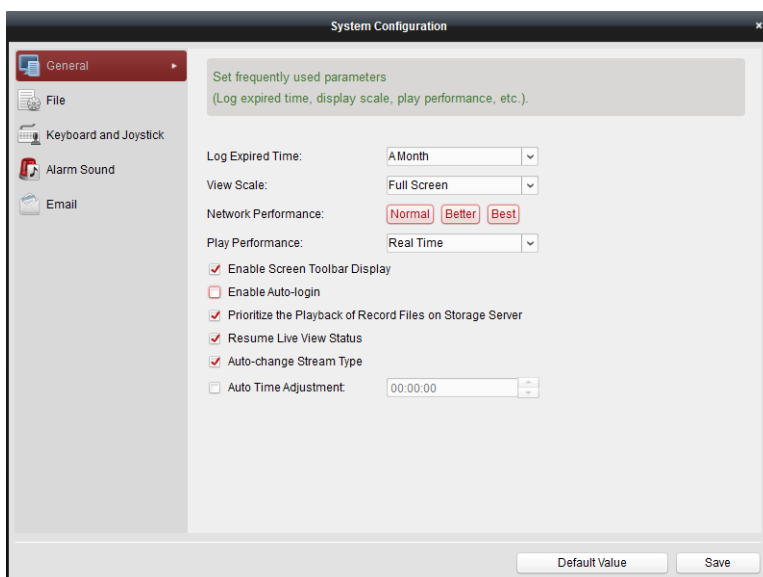 System Configuration
General
File
Keyboard and Joystick
Alarm Sound
Email
Set frequently used parameters
(Log expired time, display scale, play performance, etc.).
Log Expired Time: A Month
View Scale: Full Screen
Network Performance: Normal Better Best
Play Performance: Real Time
Enable Screen Toolbar Display
Enable Auto-login
Prioritize the Playback of Record Files on Storage Server
Resume Live View Status
Auto-change Stream Type
Auto Time Adjustment: 00:00:00
Default Value Save